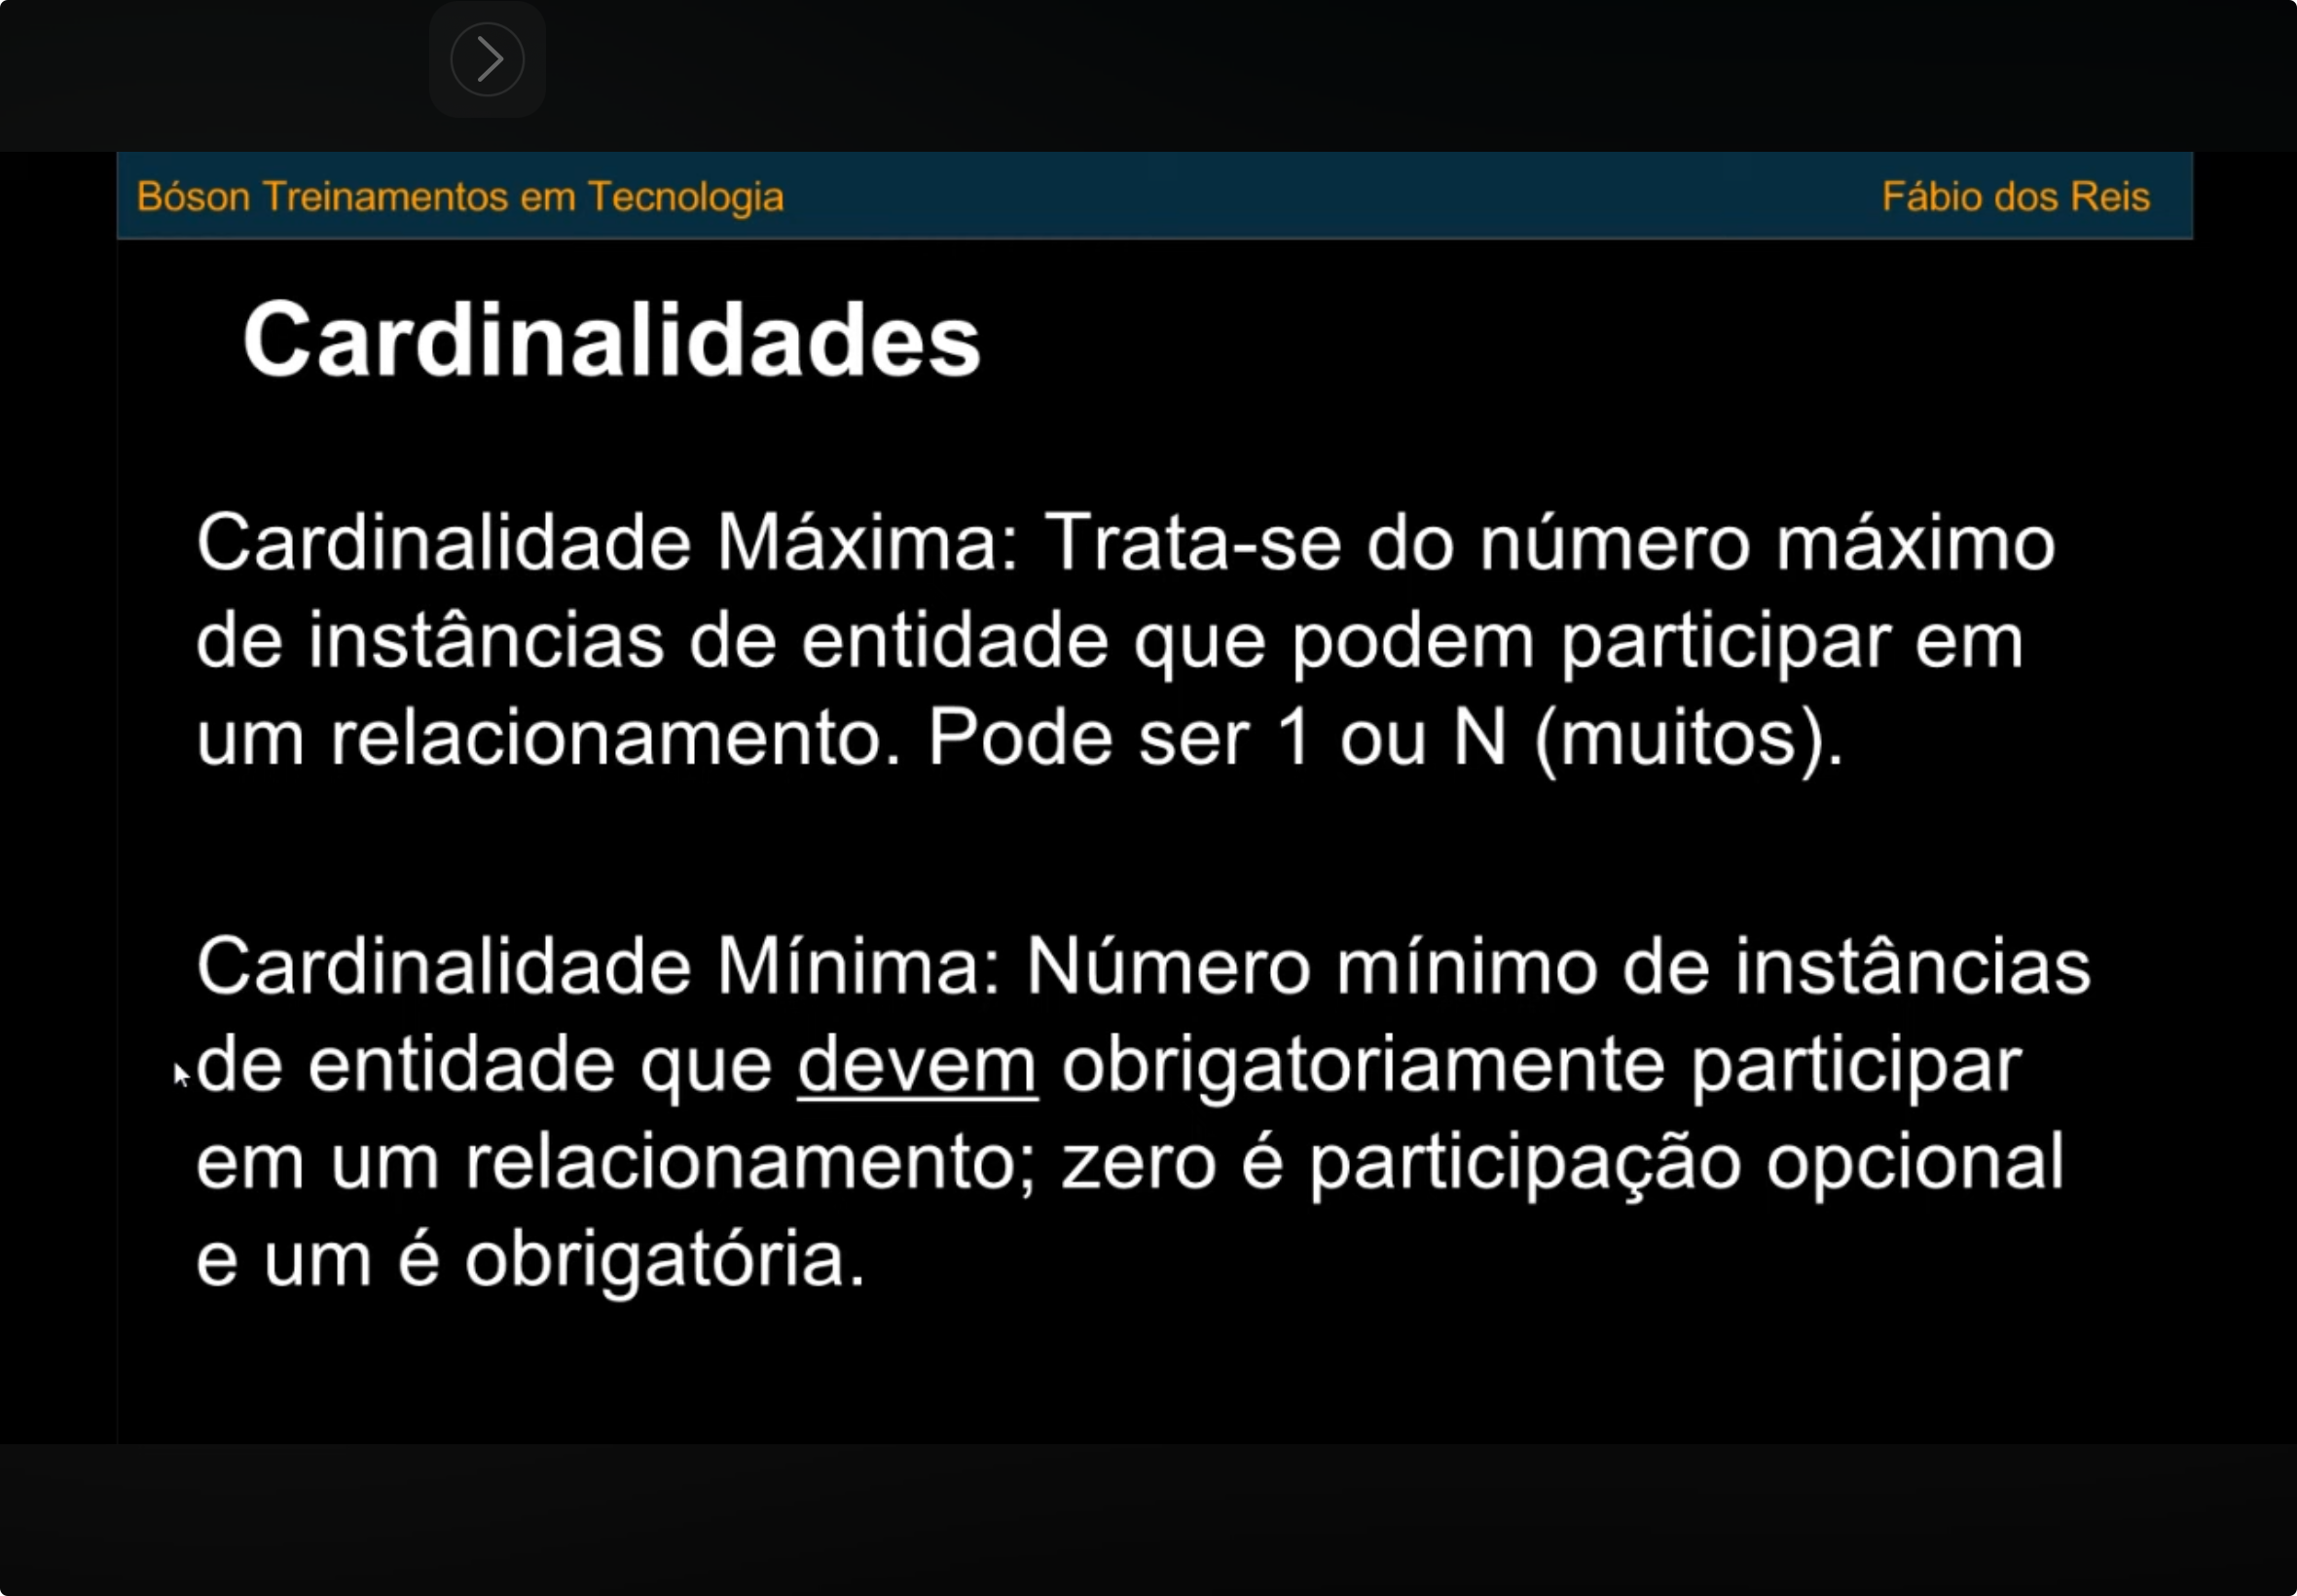 Bóson Treinamentos em Tecnologia
Fábio dos Reis
Cardinalidades
Cardinalidade Máxima: Trata-se do número máximo
de instâncias de entidade que podem participar em
um relacionamento. Pode ser 1 ou N (muitos).
Cardinalidade Mínima: Número mínimo de instâncias
de entidade que devem obrigatoriamente participar
em um relacionamento; zero é participação opcional
e um é obrigatória.